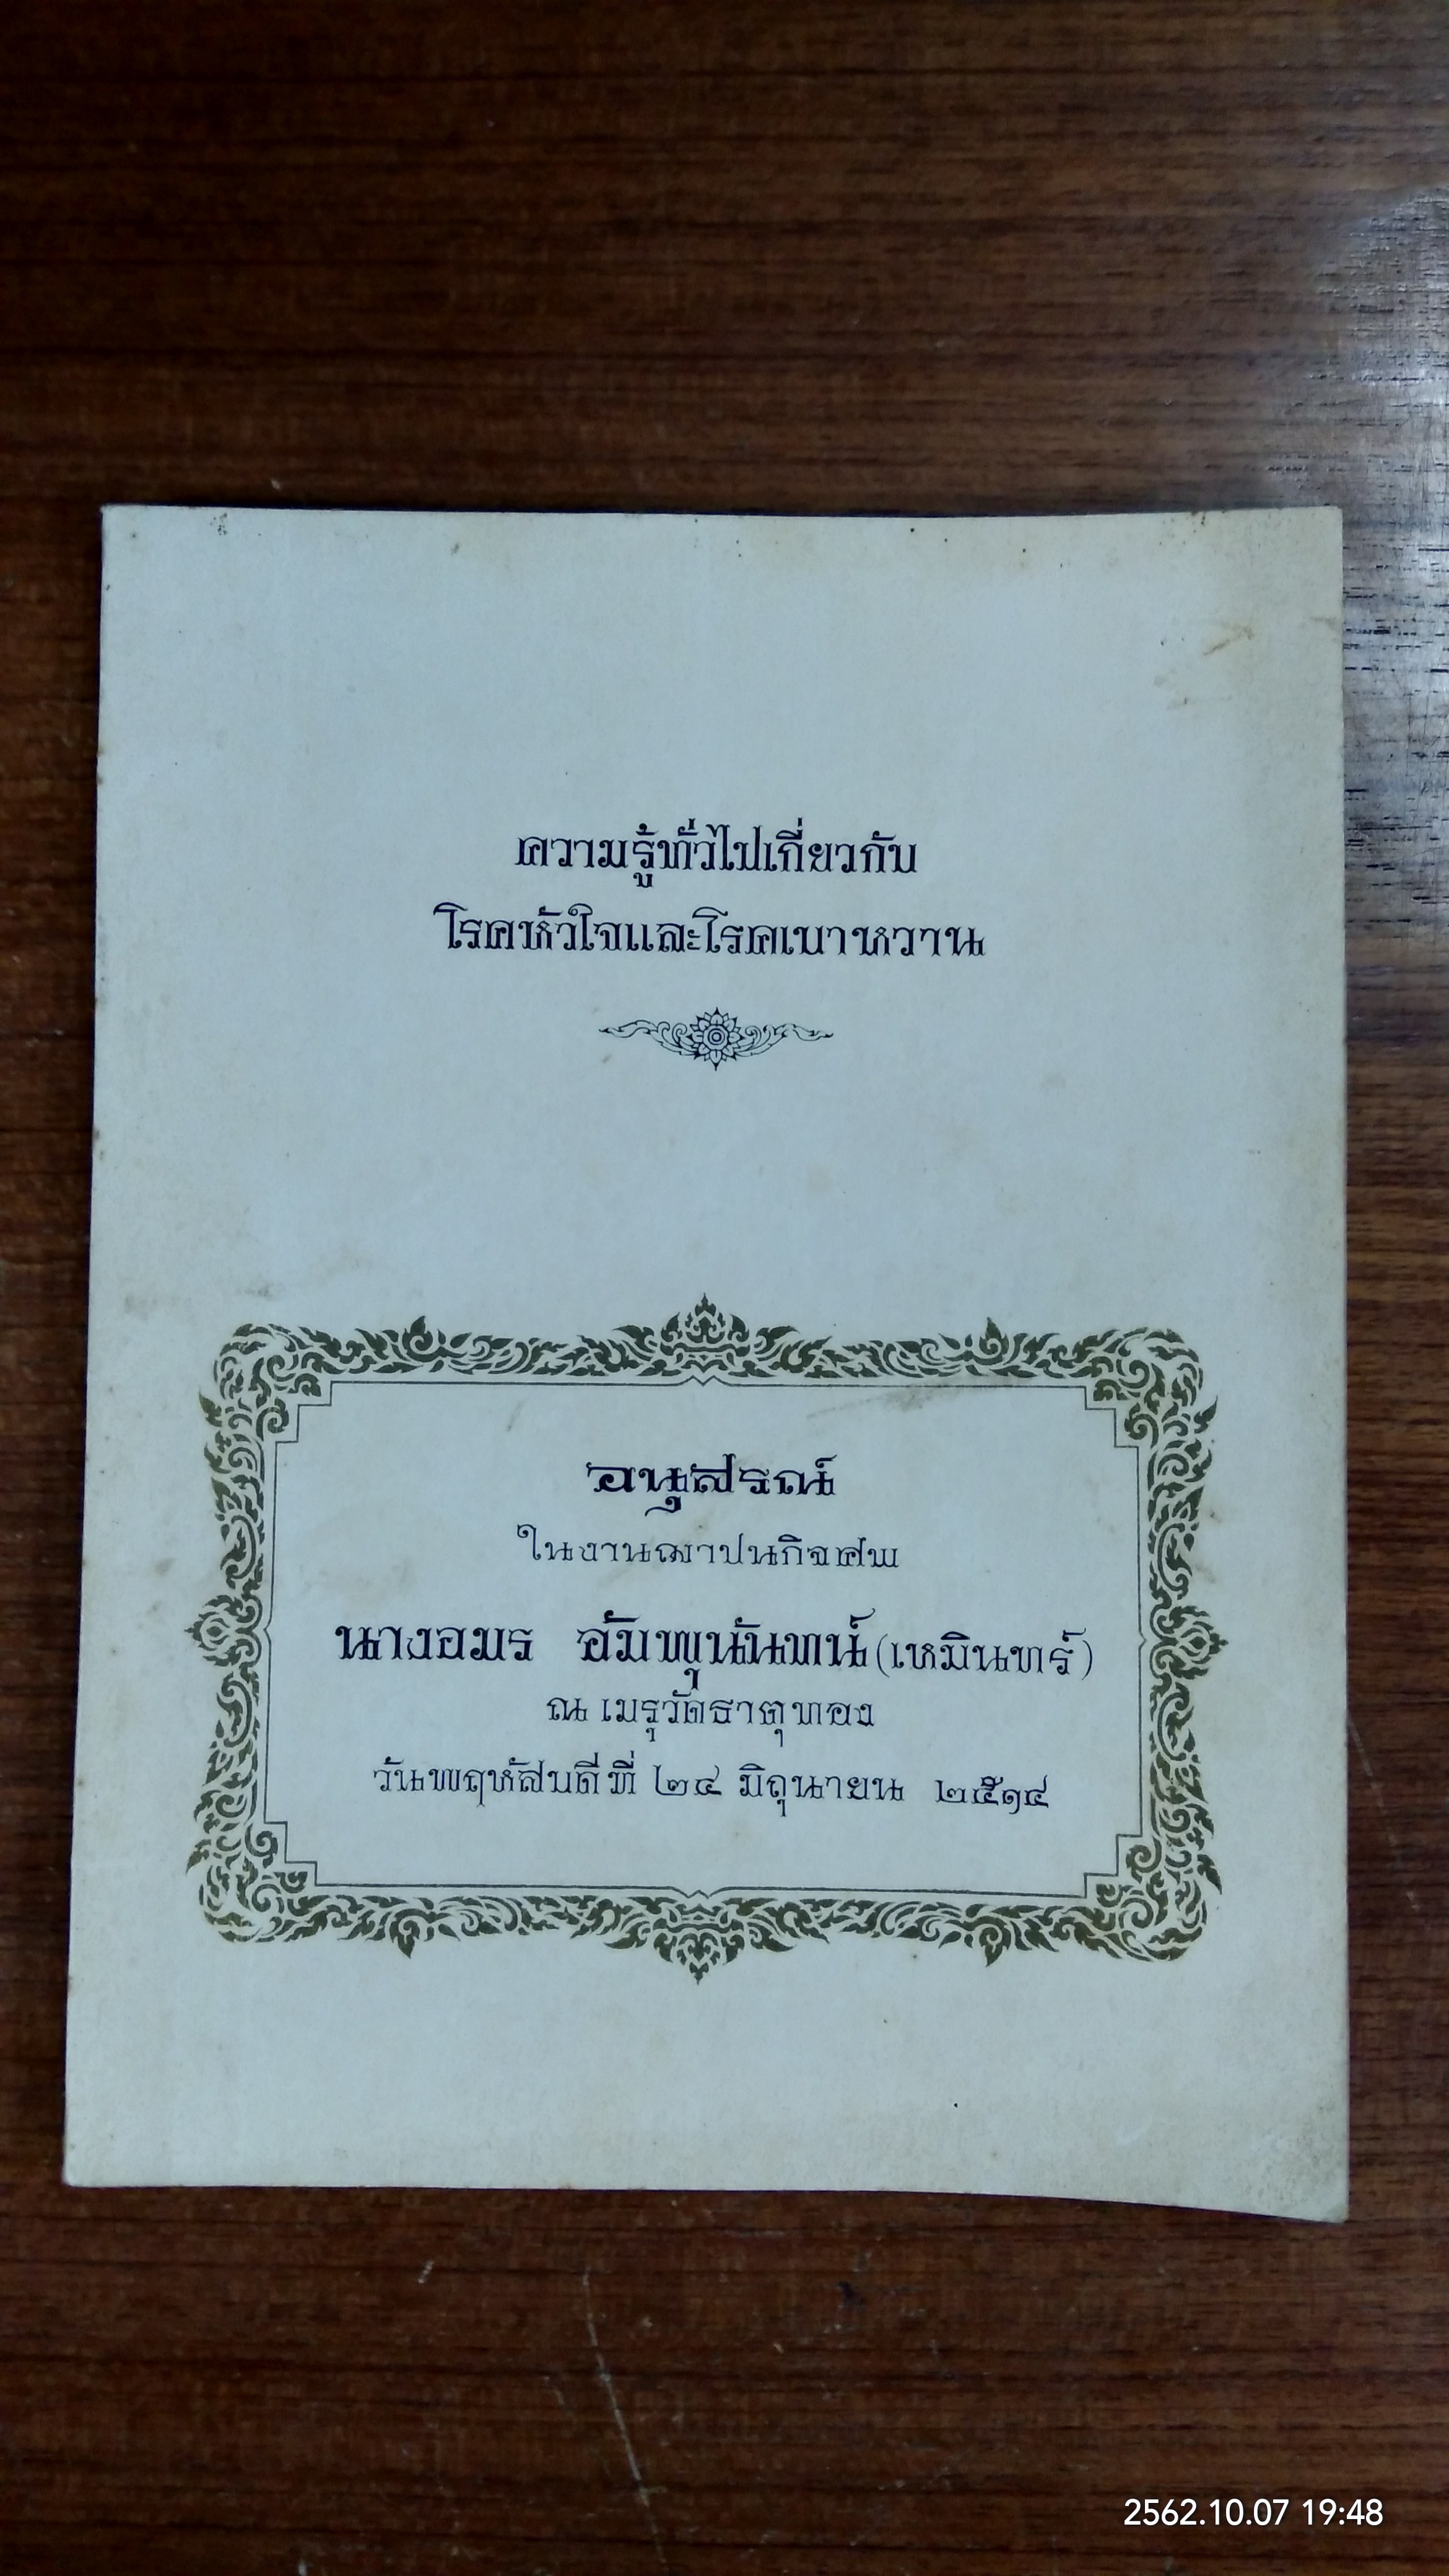 ความรู้ทั่วไปเกี่ยวกับ
โรคหัวใจและโรคเบาหวาน
อนุสรณ์
ในงานฌาปนกิจศพ
นางอมร อัมพุนันทน์ (เหมินทร์)
ณ เมรุวัดธาตุทอง
วันพฤหัสบดีที่ ๒๔ มิถุนายน ๒๕๑๔
2562.10.07 19:48